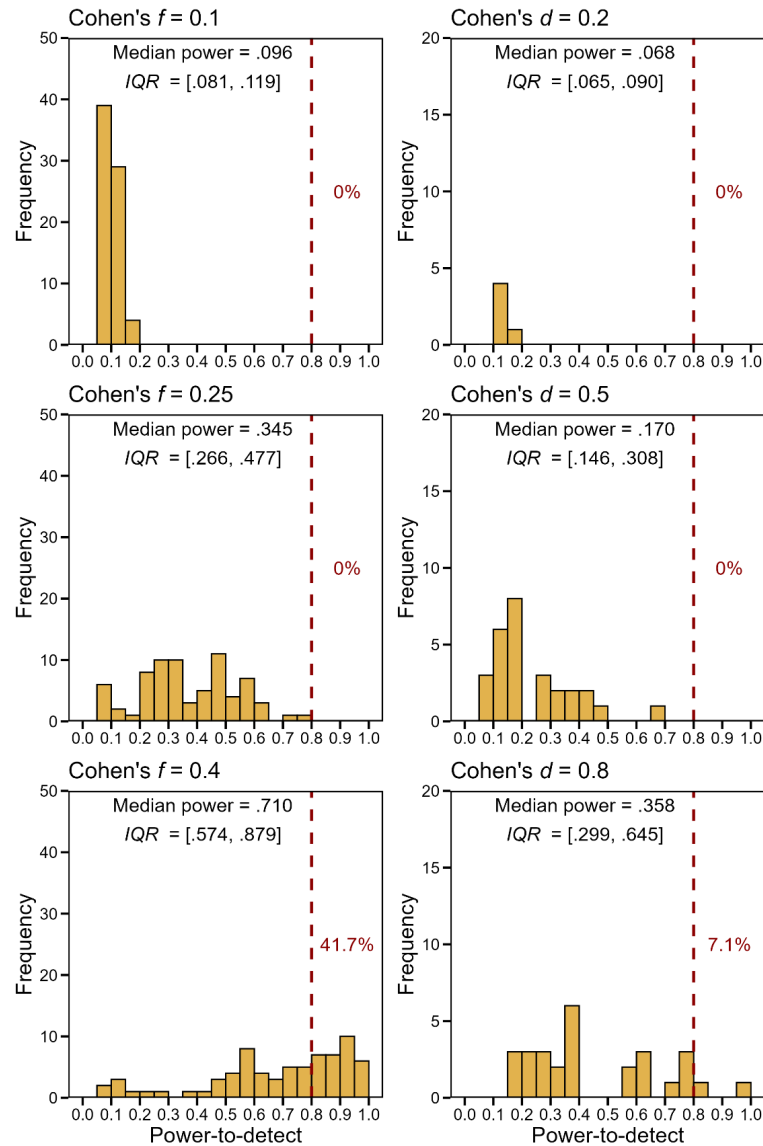 Cohen's f = 0.1
Median power = .096
IQR = [.081, .119]
0%
Frequency
50
40
30
20
10
0
0.0 0.1 0.2 0.3 0.4 0.5 0.6 0.7 0.8 0.9 1.0
Cohen's d = 0.2
Median power = .068
IQR = [.065, .090]
0%
Frequency
20
15
10
5
0
0.0 0.1 0.2 0.3 0.4 0.5 0.6 0.7 0.8 0.9 1.0
Cohen's f = 0.25
Median power = .345
IQR = [.266, .477]
0%
Frequency
50
40
30
20
10
0
0.0 0.1 0.2 0.3 0.4 0.5 0.6 0.7 0.8 0.9 1.0
Cohen's d = 0.5
Median power = .170
IQR = [.146, .308]
0%
Frequency
20
15
10
5
0
0.0 0.1 0.2 0.3 0.4 0.5 0.6 0.7 0.8 0.9 1.0
Cohen's f = 0.4
Median power = .710
IQR = [.574, .879]
41.7%
Frequency
50
40
30
20
10
0
0.0 0.1 0.2 0.3 0.4 0.5 0.6 0.7 0.8 0.9 1.0
Power-to-detect
Cohen's d = 0.8
Median power = .358
IQR = [.299, .645]
7.1%
Frequency
20
15
10
5
0
0.0 0.1 0.2 0.3 0.4 0.5 0.6 0.7 0.8 0.9 1.0
Power-to-detect